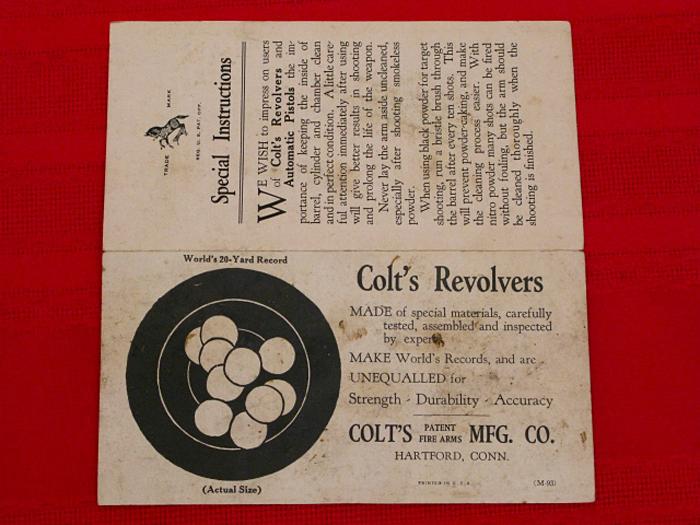 TRADE MARK
REG. U. S. PAT. OFF.
Special Instructions
WE WISH to impress on users
of Colt's Revolvers and
Automatic Pistols the im-
portance of keeping the inside of
barrel, cylinder and chamber clean
and in perfect condition. A little care-
ful attention immediately after using
will give better results in shooting
and prolong the life of the weapon.
Never lay the arm aside uncleaned,
especially after shooting smokeless
powder.
When using black powder for target
shooting, run a bristle brush through
the barrel after every ten shots. This
will prevent powder-caking, and make
the cleaning process easier. With
nitro powder many shots can be fired
without fouling, but the arm should
be cleaned thoroughly when the
shooting is finished.
World's 20-Yard Record
(Actual Size)
Colt's Revolvers
MADE of special materials, carefully
tested, assembled and inspected
by experts,
MAKE World's Records, and are
UNEQUALLED for
Strength - Durability - Accuracy
COLT'S PATENT FIRE ARMS MFG. CO.
HARTFORD, CONN.
PRINTED IN U. S. A.
(M-93)